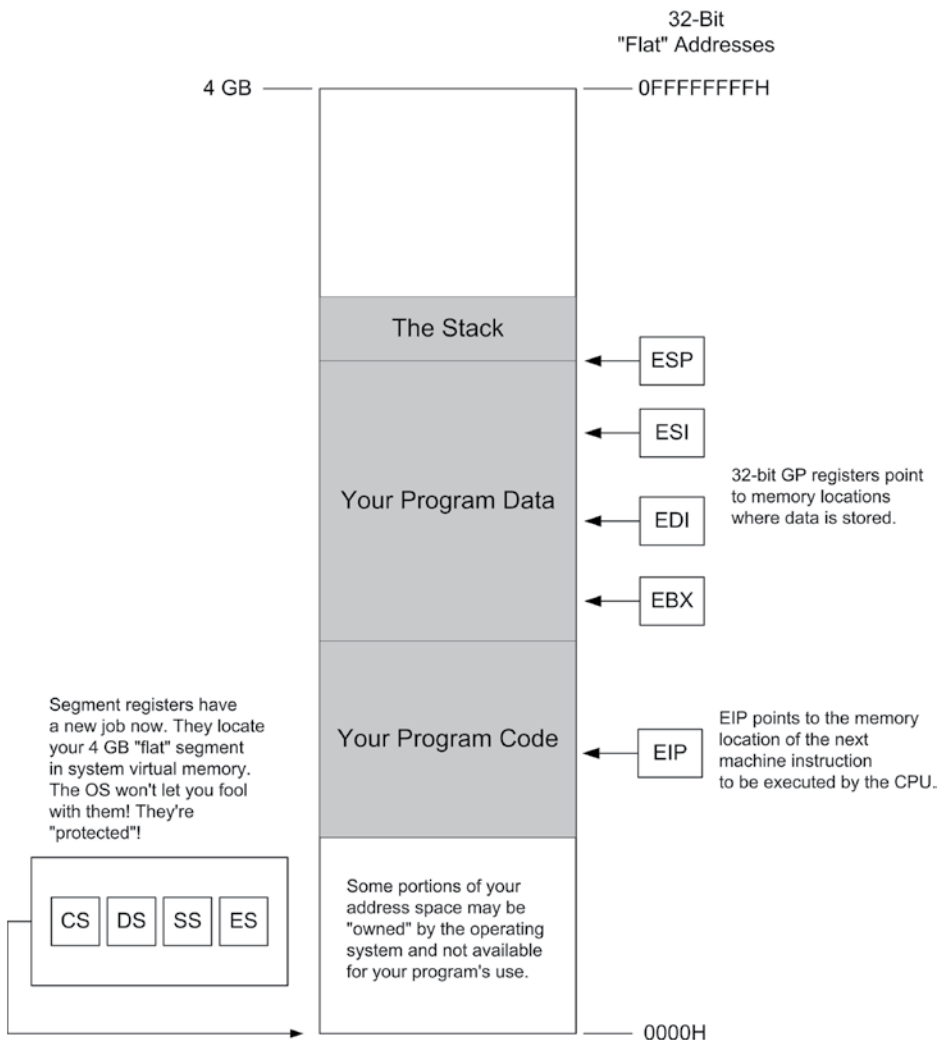 32-Bit
"Flat" Addresses
4 GB
0FFFFFFFFH
The Stack
ESP
ESI
Your Program Data
32-bit GP registers point
to memory locations
where data is stored.
EDI
EBX
Segment registers have
a new job now. They locate
your 4 GB "flat" segment
in system virtual memory.
The OS won't let you fool
with them! They're
"protected"!
Your Program Code
EIP
EIP points to the memory
location of the next
machine instruction
to be executed by the CPU.
CS DS SS ES
Some portions of your
address space may be
"owned" by the operating
system and not available
for your program's use.
0000H